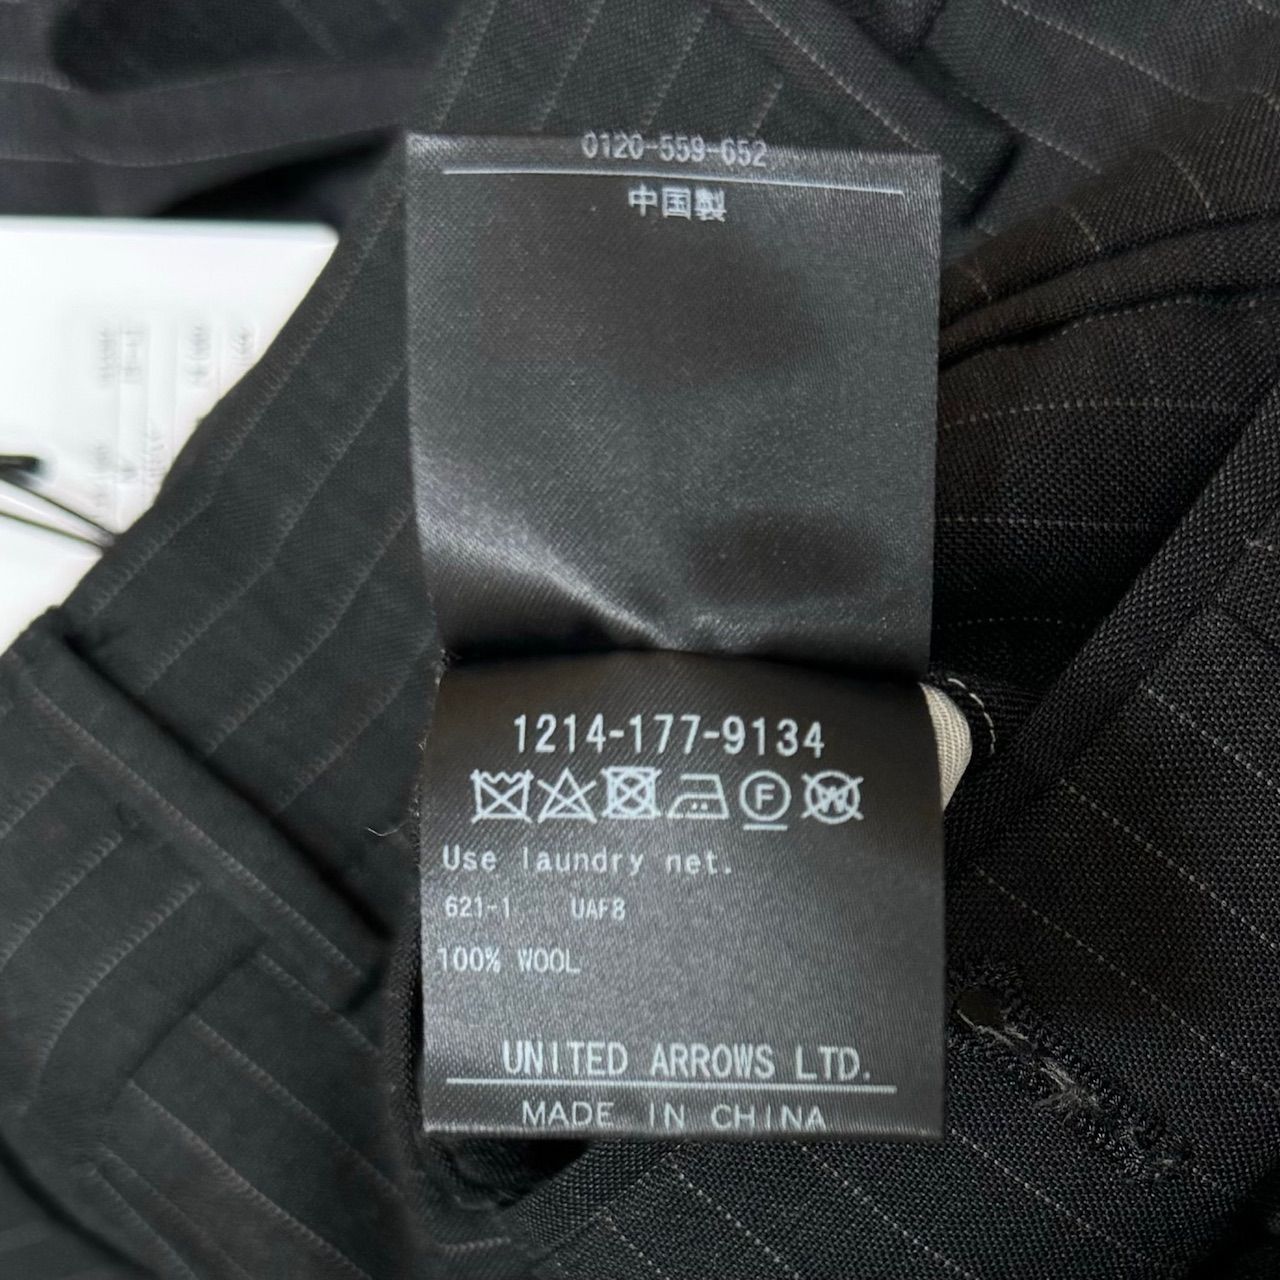 0120-559-652
中国製
1214-177-9134
F W
Use laundry net.
621-1 UAF8
100% WOOL
UNITED ARROWS LTD.
MADE IN CHINA